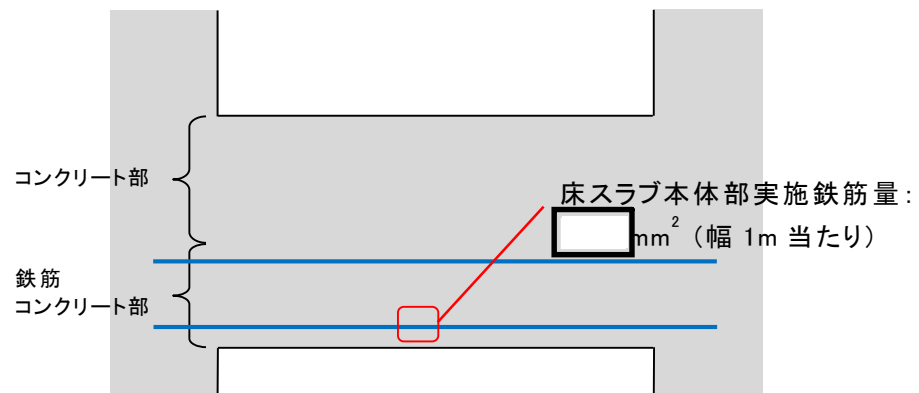 コンクリート部
床スラブ本体部実施鉄筋量:
mm² (幅 1m 当たり)
鉄筋
コンクリート部